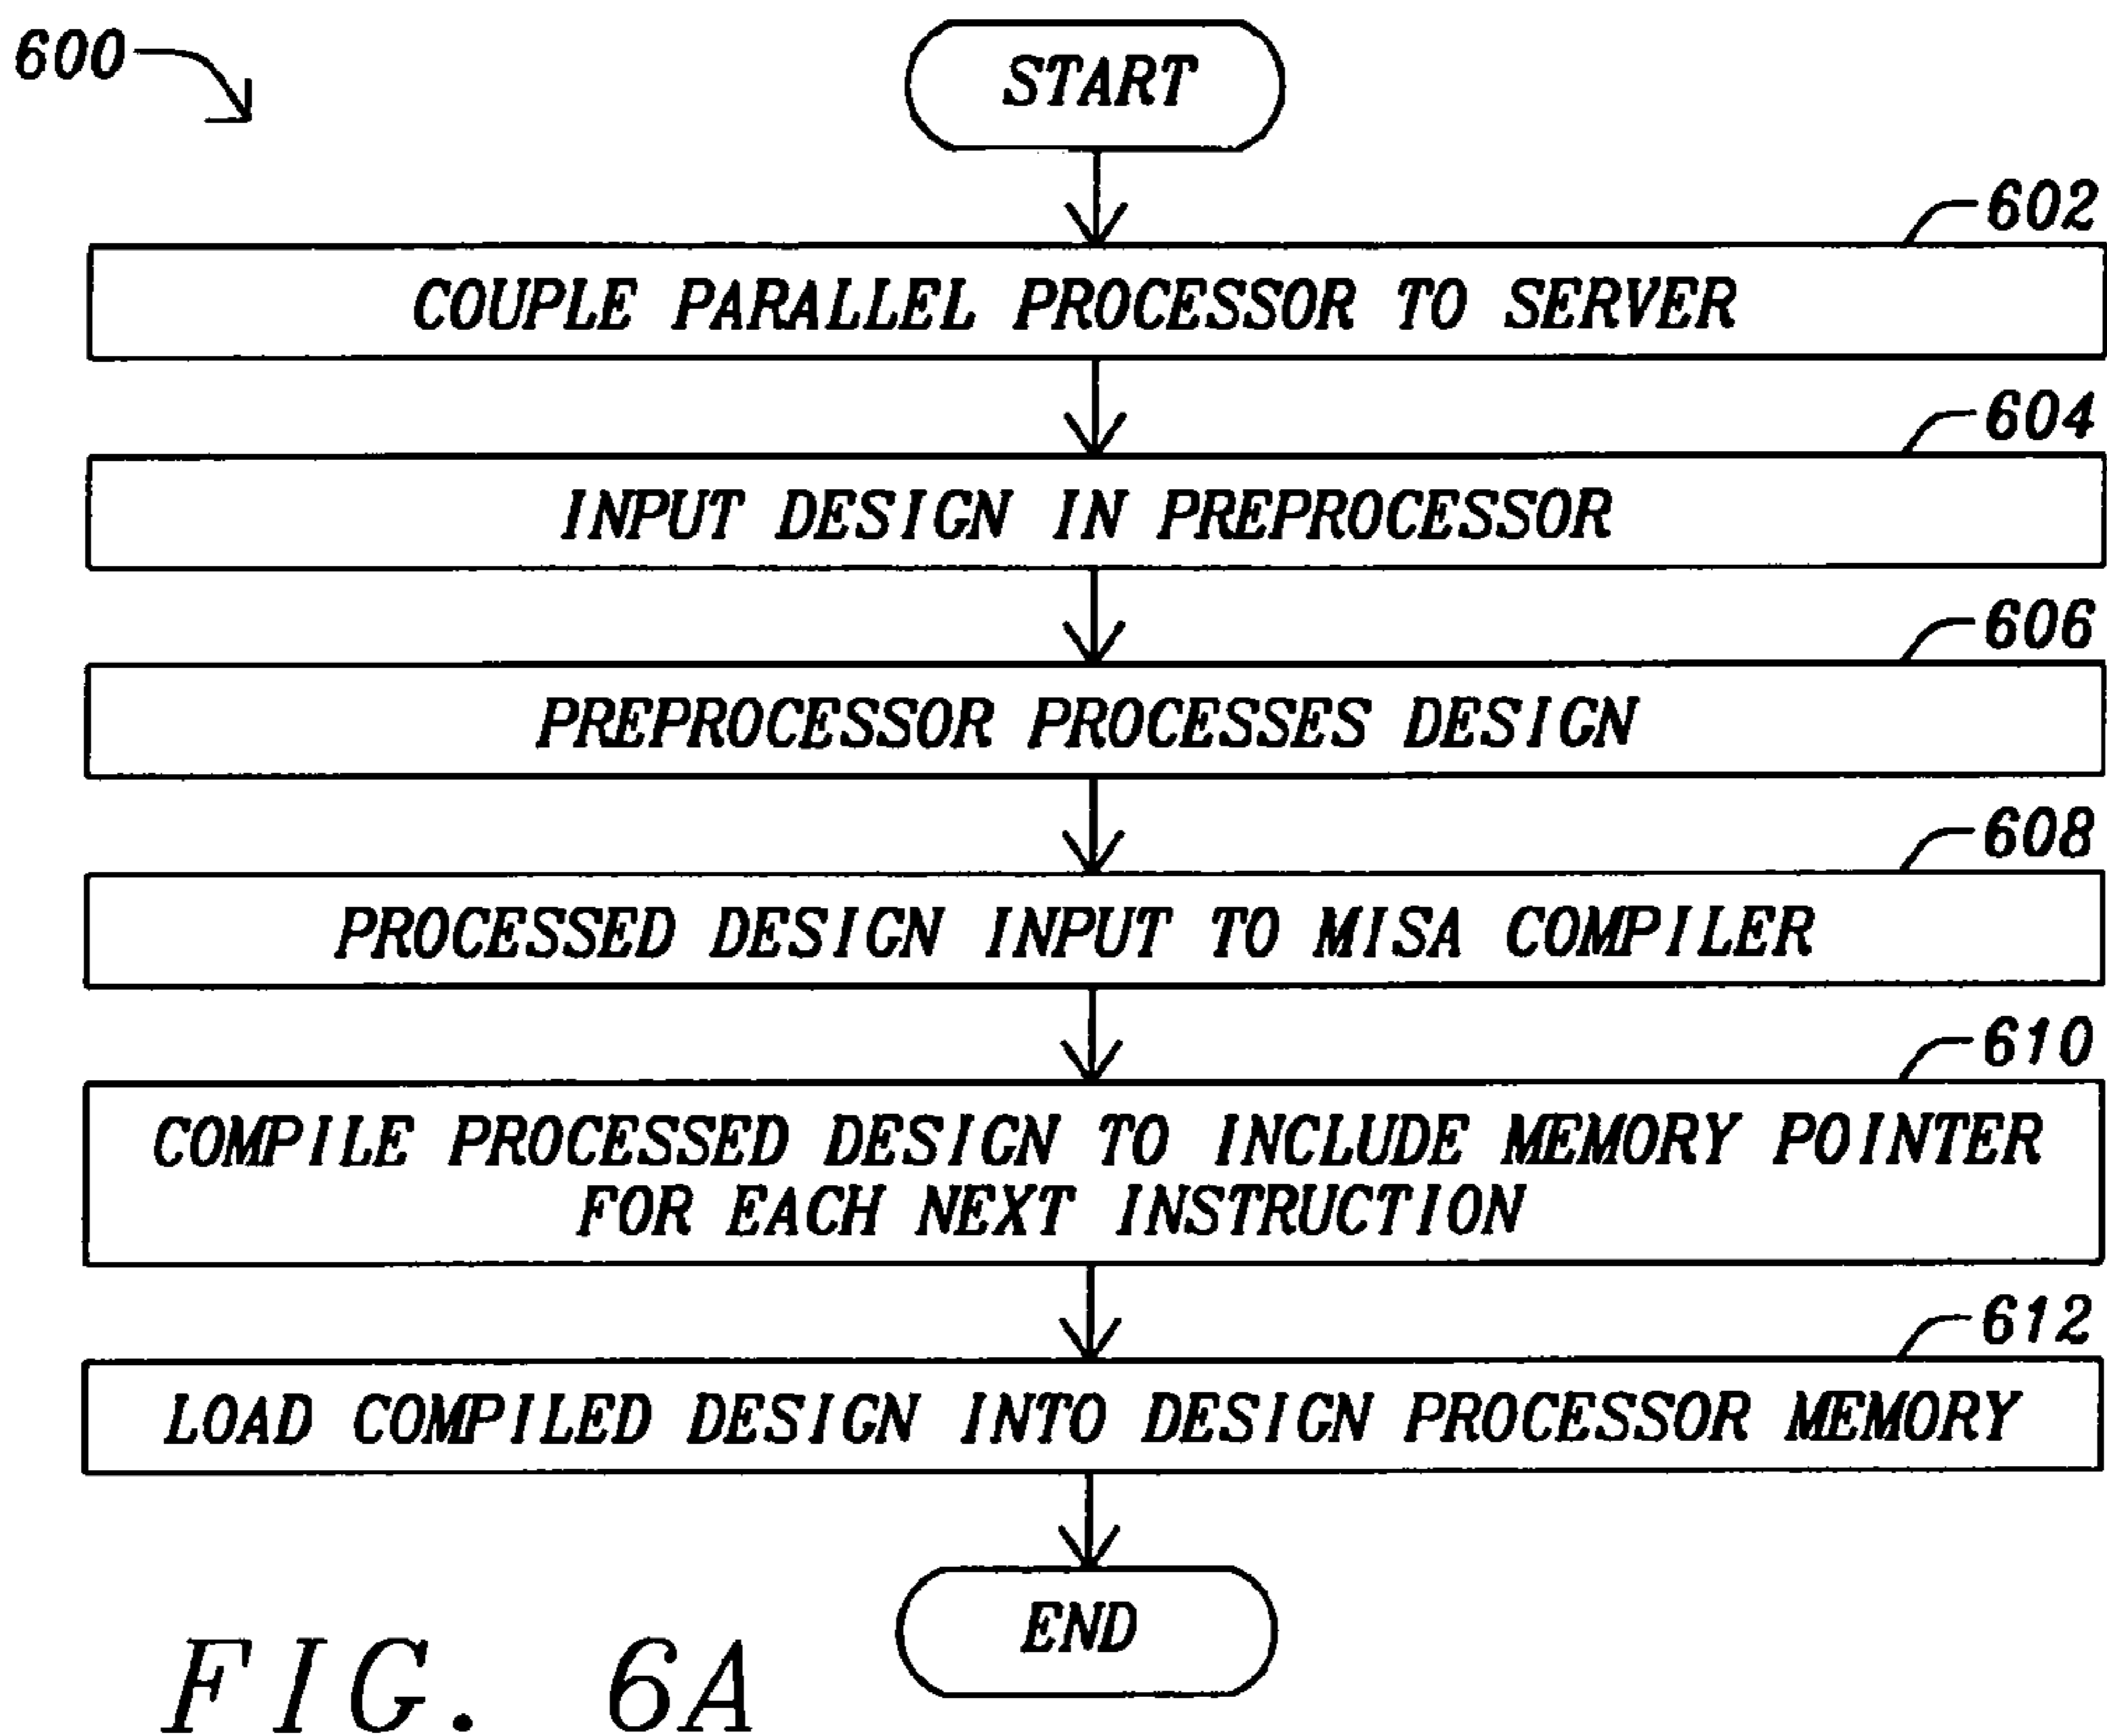 600
START
602
COUPLE PARALLEL PROCESSOR TO SERVER
604
INPUT DESIGN IN PREPROCESSOR
606
PREPROCESSOR PROCESSES DESIGN
608
PROCESSED DESIGN INPUT TO MISA COMPILER
610
COMPILE PROCESSED DESIGN TO INCLUDE MEMORY POINTER
FOR EACH NEXT INSTRUCTION
612
LOAD COMPILED DESIGN INTO DESIGN PROCESSOR MEMORY
END
FIG. 6A